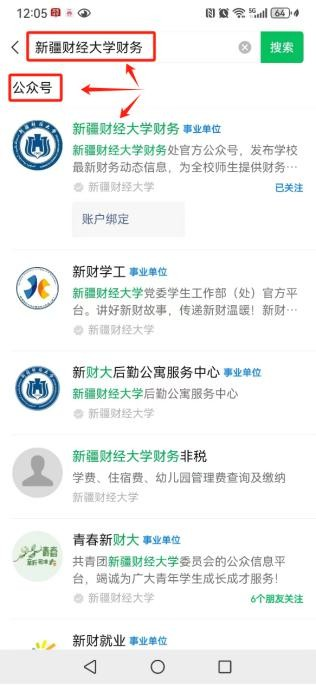 12:05
5G
64
新疆财经大学财务
搜索
公众号
新疆财经大学财务 事业单位
新疆财经大学财务处官方公众号，发布学校
最新财务动态信息，为全校师生提供财务…
新疆财经大学
已关注
账户绑定
新财学工 事业单位
新疆财经大学党委学生工作部（处）官方平
台。讲好新财故事，传递新财温暖！新财…
新疆财经大学
新财大后勤公寓服务中心 事业单位
新疆财经大学后勤公寓服务中心
新疆财经大学
新疆财经大学财务非税
学费、住宿费、幼儿园管理费查询及缴纳
新疆财经大学
青春新财大 事业单位
共青团新疆财经大学委员会的公众信息平
台，竭诚为广大青年学生成长成才服务！
新疆财经大学
6个朋友关注
新财就业 事业单位